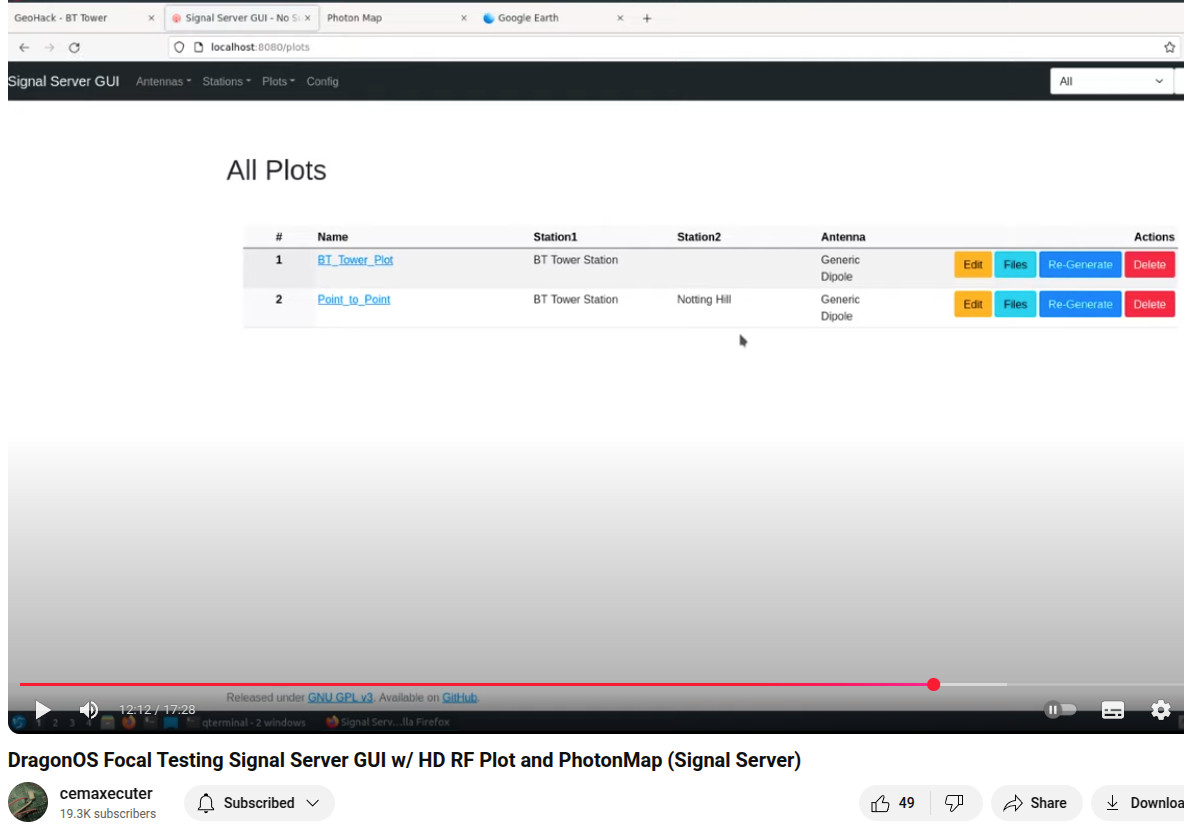 GeoHack - BT Tower
Signal Server GUI - No S
Photon Map
Google Earth
localhost:8080/plots
Signal Server GUI Antennas Stations Plots Config All
All Plots
# Name Station1 Station2 Antenna Actions
1 BT_Tower_Plot BT Tower Station Generic Dipole Edit Files Re-Generate Delete
2 Point_to_Point BT Tower Station Notting Hill Generic Dipole Edit Files Re-Generate Delete
Released under GNU GPL v3. Available on GitHub.
12:12 / 17:28
1 2 3 4 qterminal - 2 windows Signal Serv...lla Firefox
DragonOS Focal Testing Signal Server GUI w/ HD RF Plot and PhotonMap (Signal Server)
cemaxecuter
19.3K subscribers
Subscribed
49
Share
Downloa